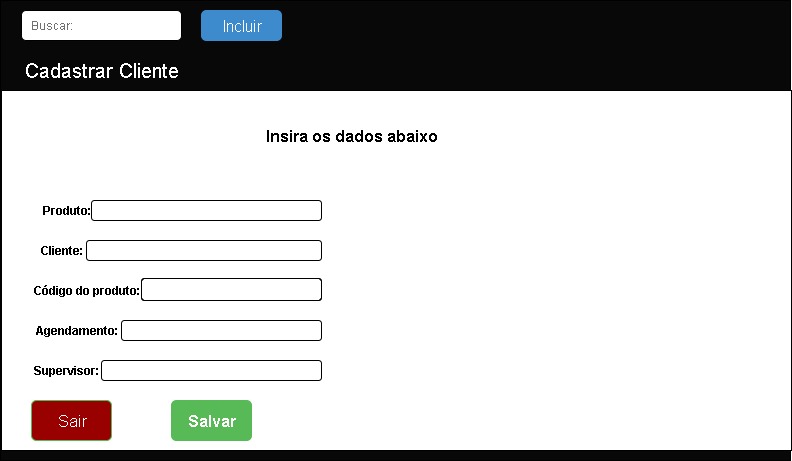 Buscar: Incluir
Cadastrar Cliente
Insira os dados abaixo
Produto:
Cliente:
Código do produto:
Agendamento:
Supervisor:
Sair Salvar